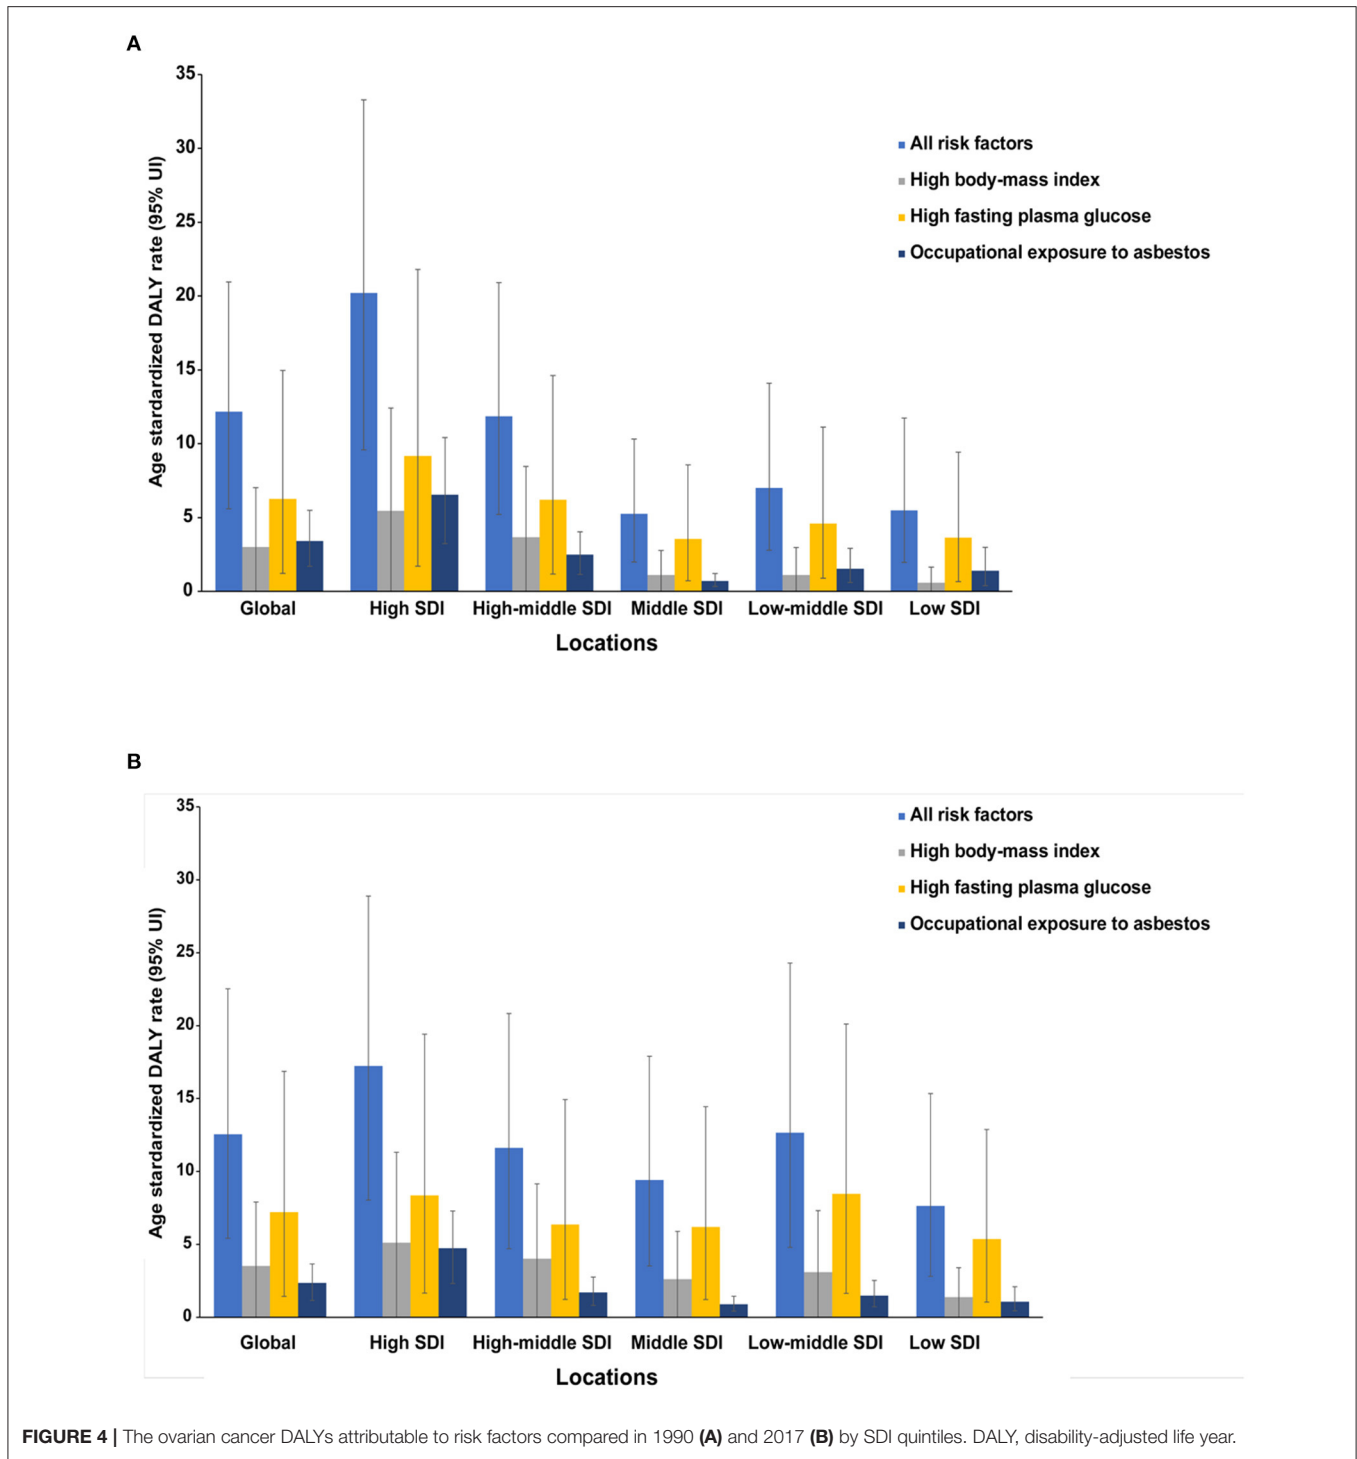 A
35
30
25
20
15
10
5
0
Age stardardized DALY rate (95% UI)
All risk factors
High body-mass index
High fasting plasma glucose
Occupational exposure to asbestos
Global High SDI High-middle SDI Middle SDI Low-middle SDI Low SDI
Locations
B
35
30
25
20
15
10
5
0
Age stardardized DALY rate (95% UI)
All risk factors
High body-mass index
High fasting plasma glucose
Occupational exposure to asbestos
Global High SDI High-middle SDI Middle SDI Low-middle SDI Low SDI
Locations
FIGURE 4 | The ovarian cancer DALYs attributable to risk factors compared in 1990 (A) and 2017 (B) by SDI quintiles. DALY, disability-adjusted life year.